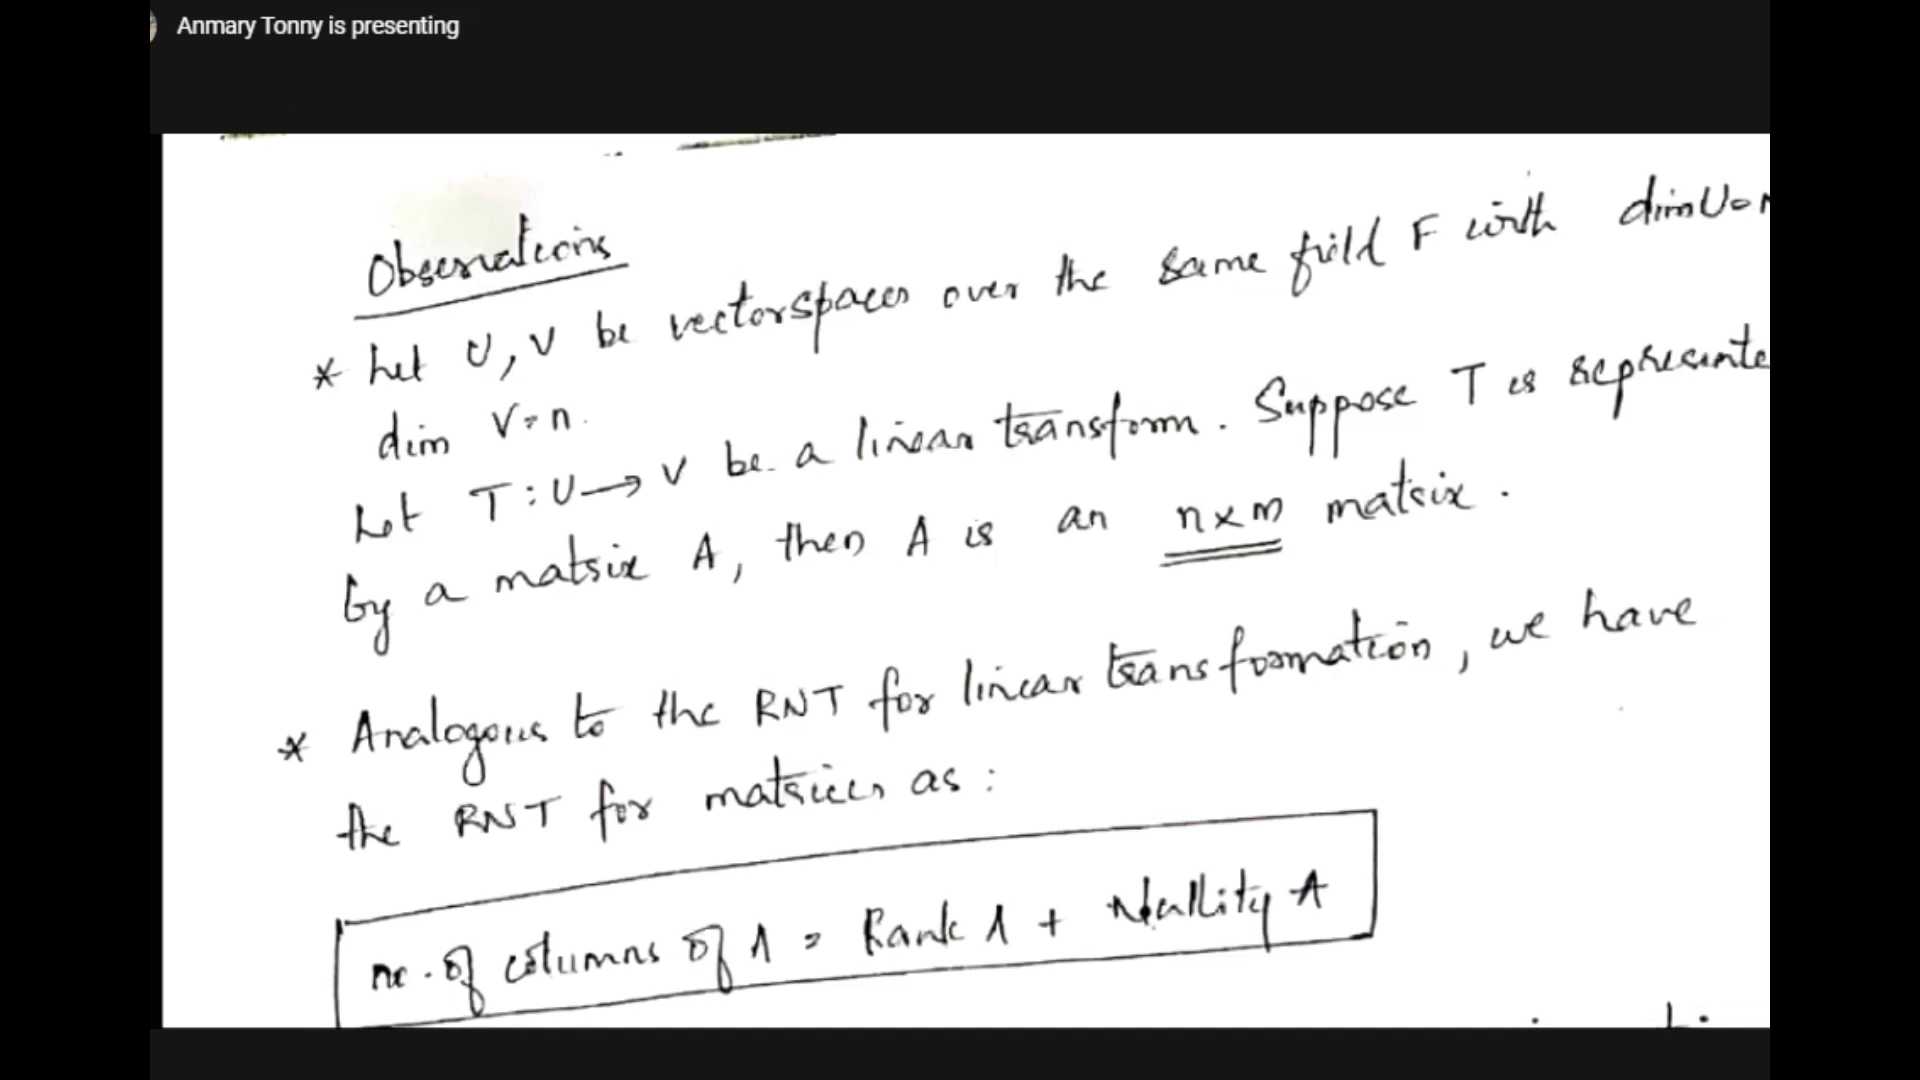 Anmary Tonny is presenting
Observations
* Let U, V be vectorspaces over the same field F with dim U =
dim V = n.
Let T : U → V be a linear transform. Suppose T is represente
by a matrix A, then A is an n x m matrix.
* Analogous to the RNT for linear transformation, we have
the RNT for matrices as :
no. of columns of A = Rank A + Nullity A